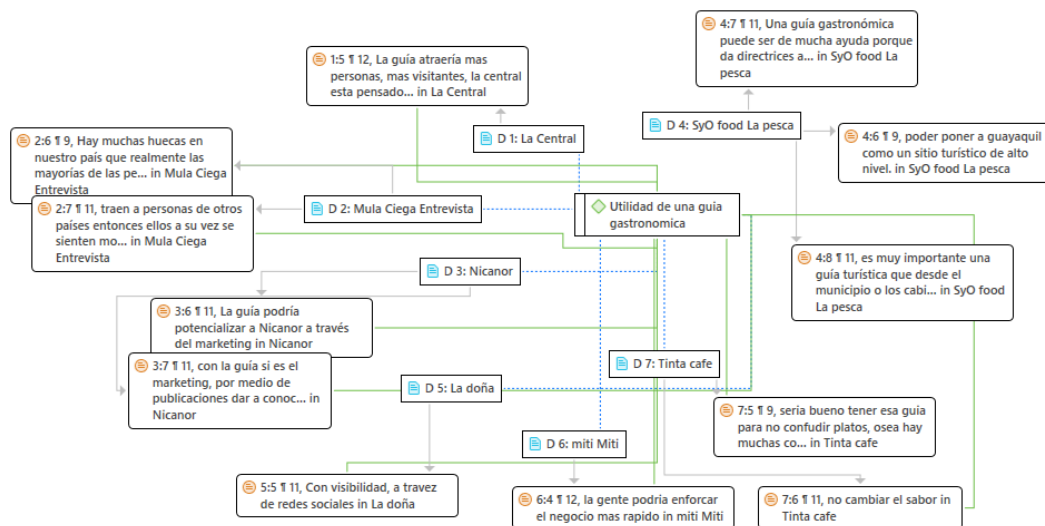 4:7 ¶ 11, Una guía gastronómica
puede ser de mucha ayuda porque
da directrices a... in SyO food La
pesca
1:5 ¶ 12, La guía atraería mas
personas, mas visitantes, la central
esta pensado... in La Central
D 4: SyO food La pesca
4:6 ¶ 9, poder poner a guayaquil
como un sitio turístico de alto
nivel. in SyO food La pesca
D 1: La Central
2:6 ¶ 9, Hay muchas huecas en
nuestro país que realmente las
mayorías de las pe... in Mula Ciega
Entrevista
2:7 ¶ 11, traen a personas de otros
países entonces ellos a su vez se
sienten mo... in Mula Ciega
Entrevista
D 2: Mula Ciega Entrevista
Utilidad de una guia
gastronomica
D 3: Nicanor
4:8 ¶ 11, es muy importante una
guía turística que desde el
municipio o los cabi... in SyO food
La pesca
3:6 ¶ 11, La guía podría
potencializar a Nicanor a través
del marketing in Nicanor
3:7 ¶ 11, con la guía si es el
marketing, por medio de
publicaciones dar a conoc... in
Nicanor
D 7: Tinta cafe
D 5: La doña
7:5 ¶ 9, seria bueno tener esa guia
para no confudir platos, osea hay
muchas co... in Tinta cafe
D 6: miti Miti
5:5 ¶ 11, Con visibilidad, a travez
de redes sociales in La doña
6:4 ¶ 12, la gente podria enforcar
el negocio mas rapido in miti Miti
7:6 ¶ 11, no cambiar el sabor in
Tinta cafe